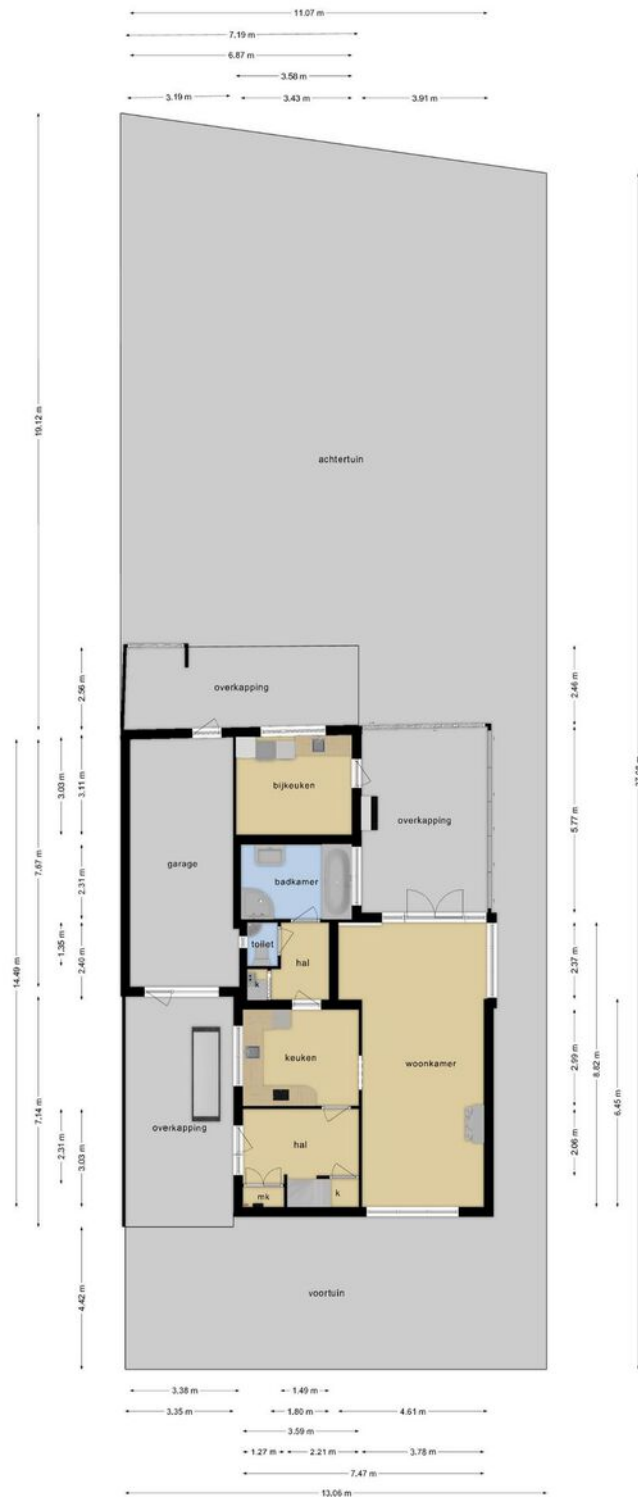 11.07 m
7.19 m
6.87 m
3.58 m
3.19 m
3.43 m
3.91 m
19.12 m
achtertuin
2.56 m
overkapping
2.46 m
14.49 m
7.67 m
3.03 m
3.11 m
bijkeuken
garage
overkapping
5.77 m
2.31 m
badkamer
1.35 m
2.40 m
toilet
hal
k
2.37 m
8.82 m
7.14 m
keuken
woonkamer
2.99 m
6.45 m
overkapping
2.31 m
3.03 m
hal
2.06 m
mk
k
4.42 m
voortuin
3.38 m
1.49 m
3.35 m
1.80 m
4.61 m
3.59 m
1.27 m
2.21 m
3.78 m
7.47 m
13.06 m